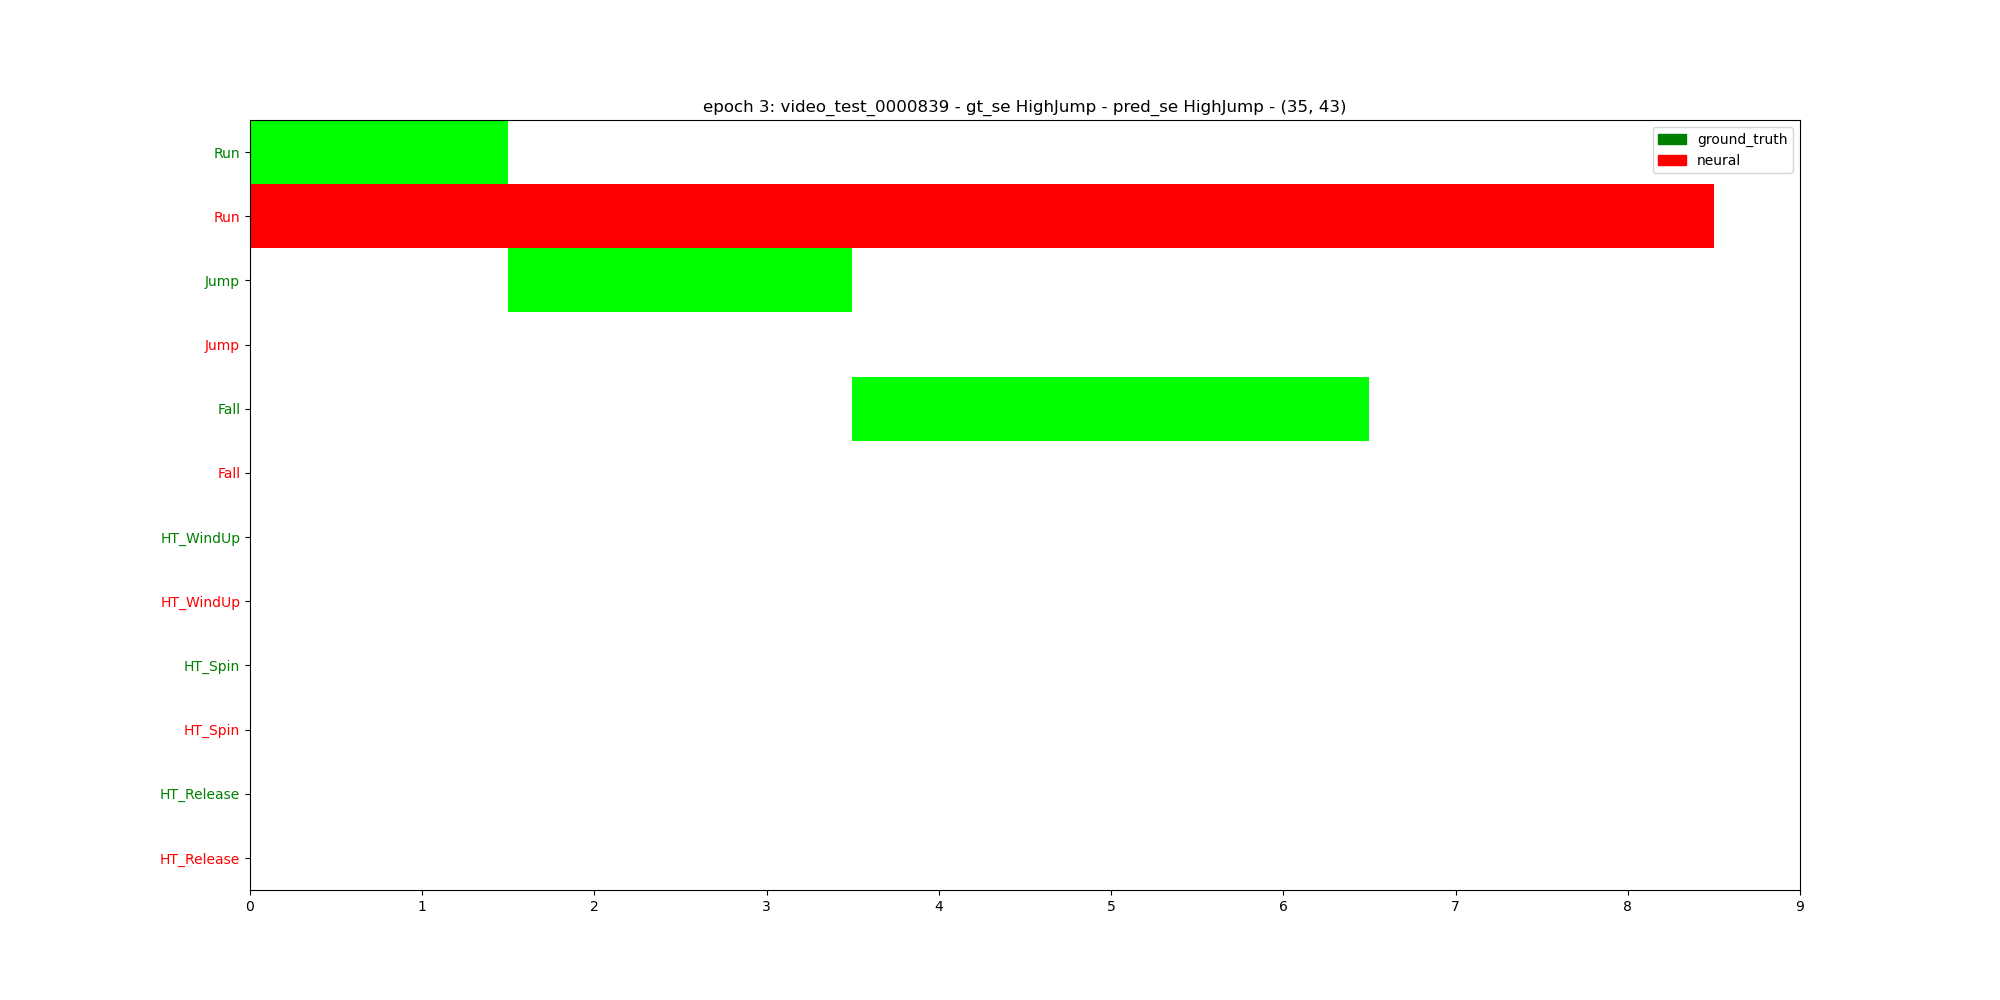 epoch 3: video_test_0000839 - gt_se HighJump - pred_se HighJump - (35, 43)
ground_truth
neural
Run
Run
Jump
Jump
Fall
Fall
HT_WindUp
HT_WindUp
HT_Spin
HT_Spin
HT_Release
HT_Release
0 1 2 3 4 5 6 7 8 9